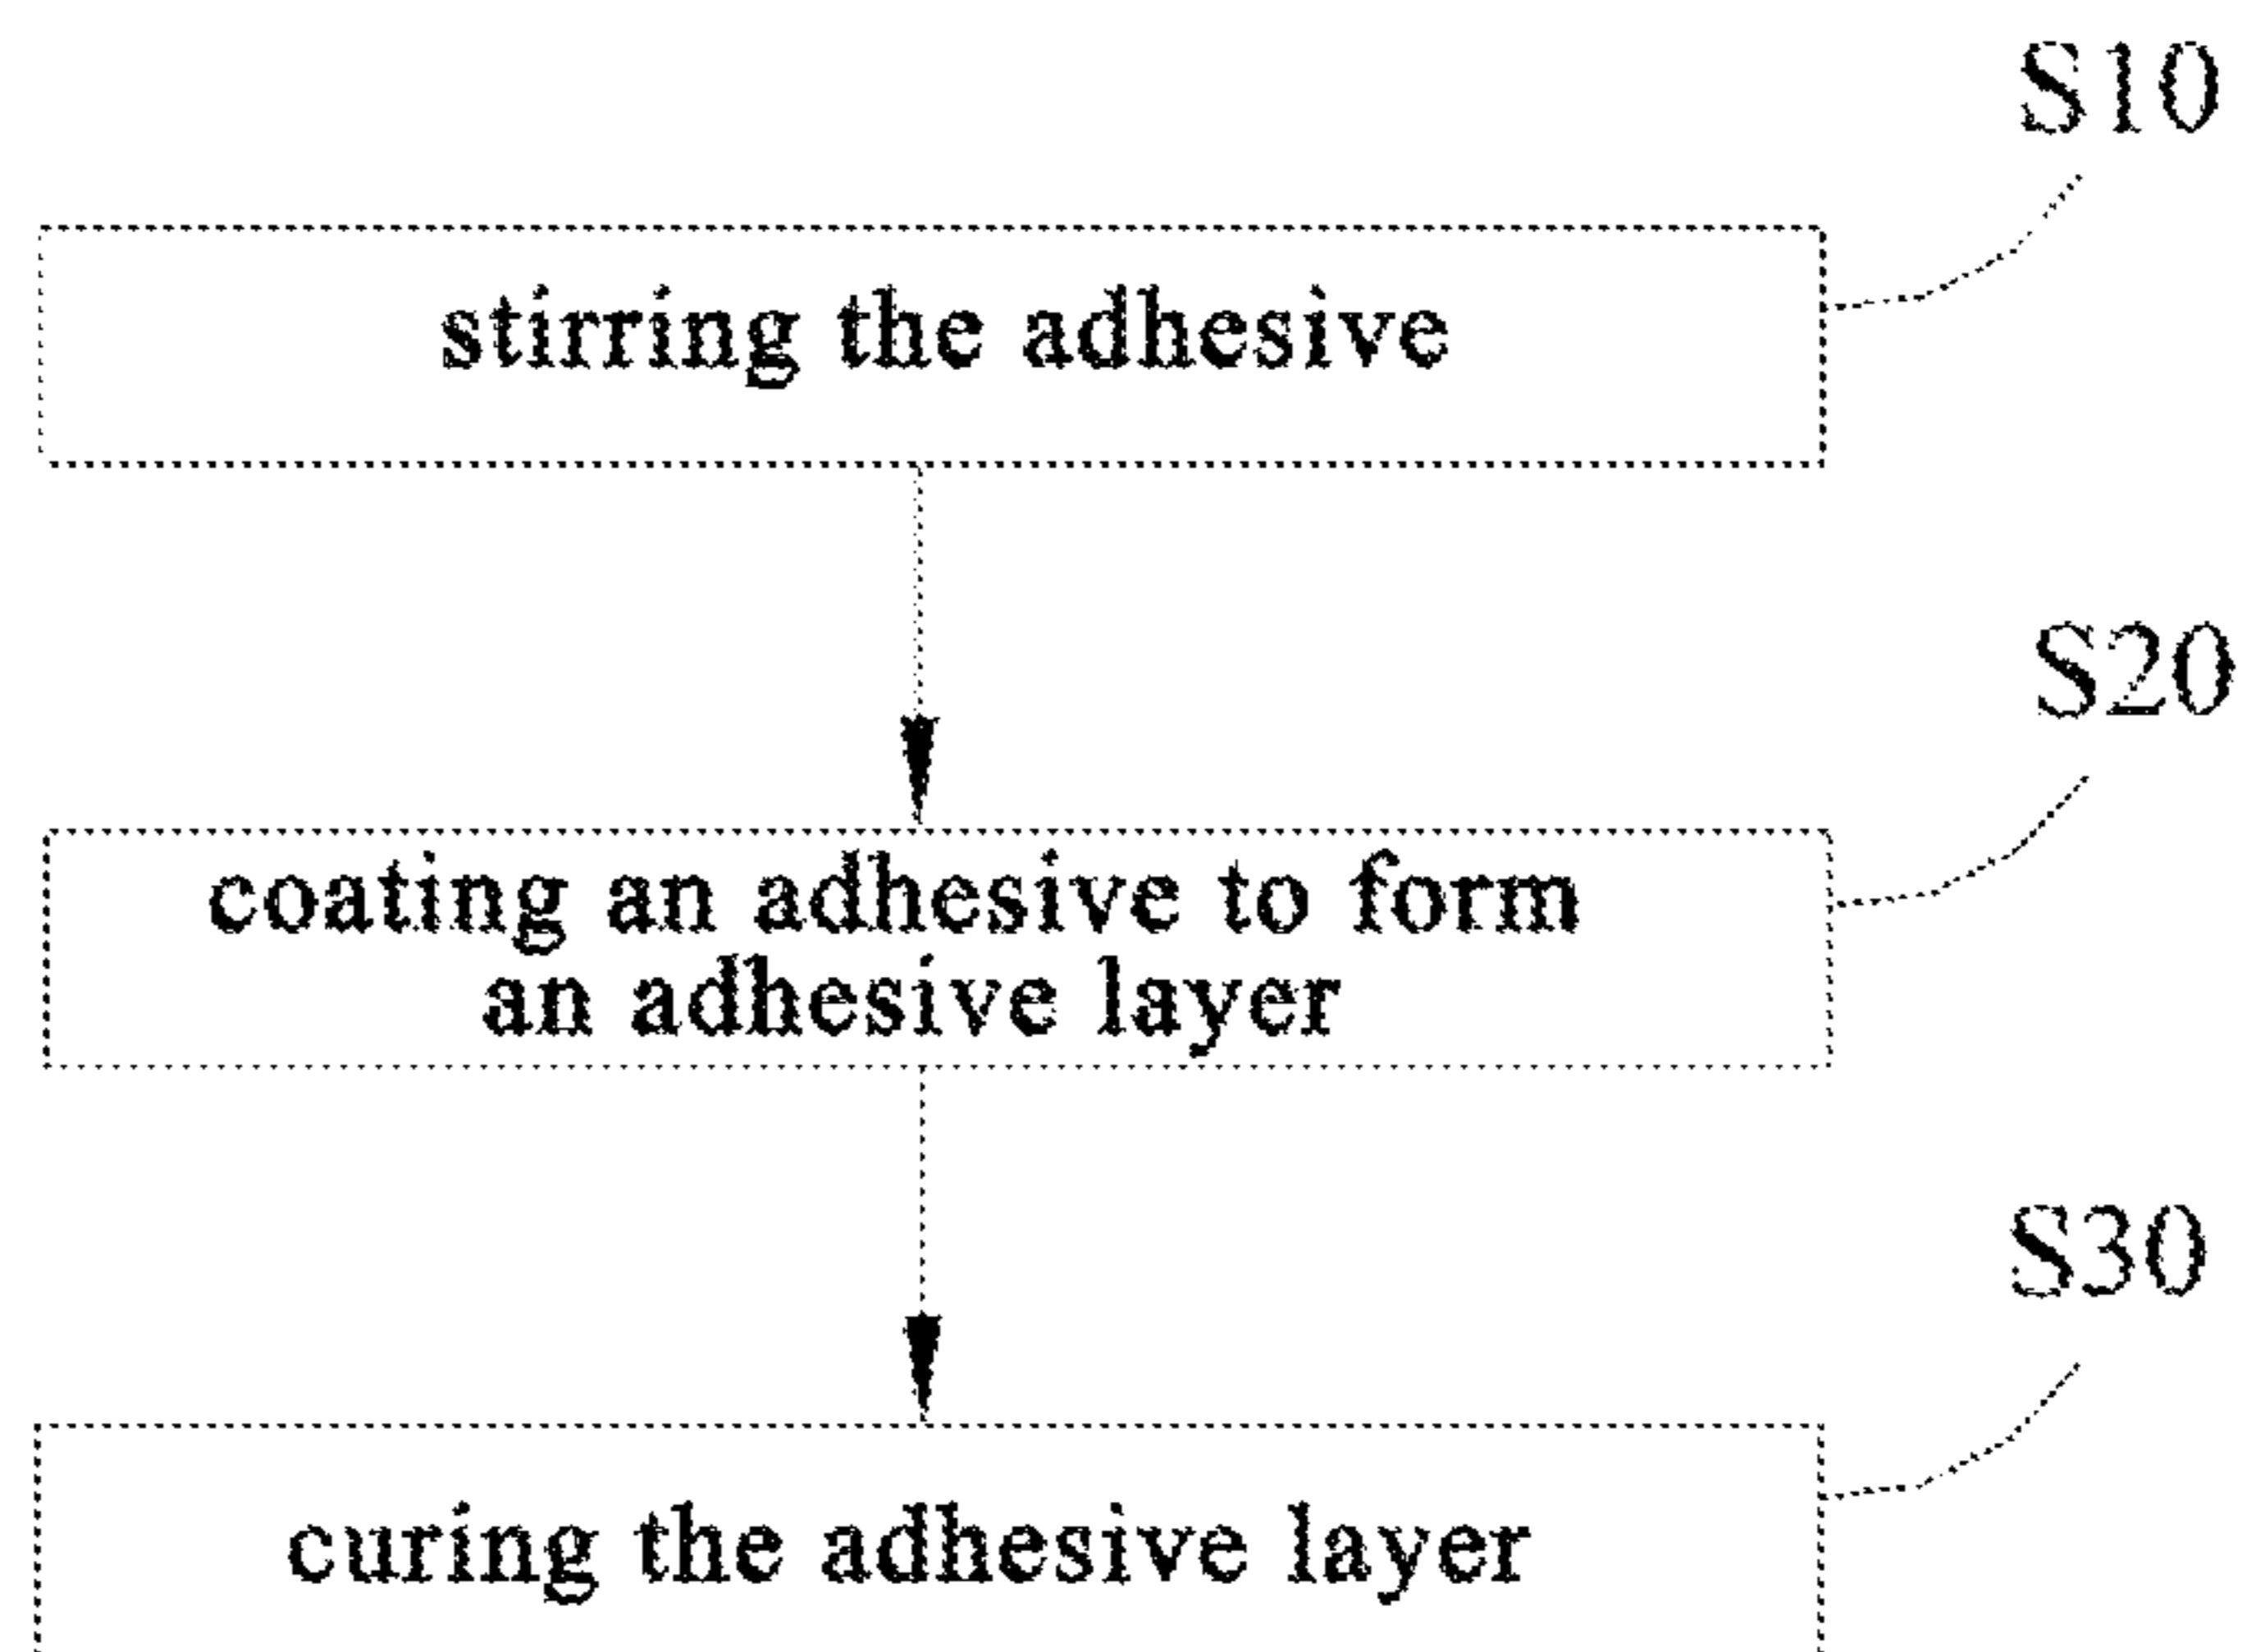 S10
stirring the adhesive
S20
coating an adhesive to form
an adhesive layer
S30
curing the adhesive layer